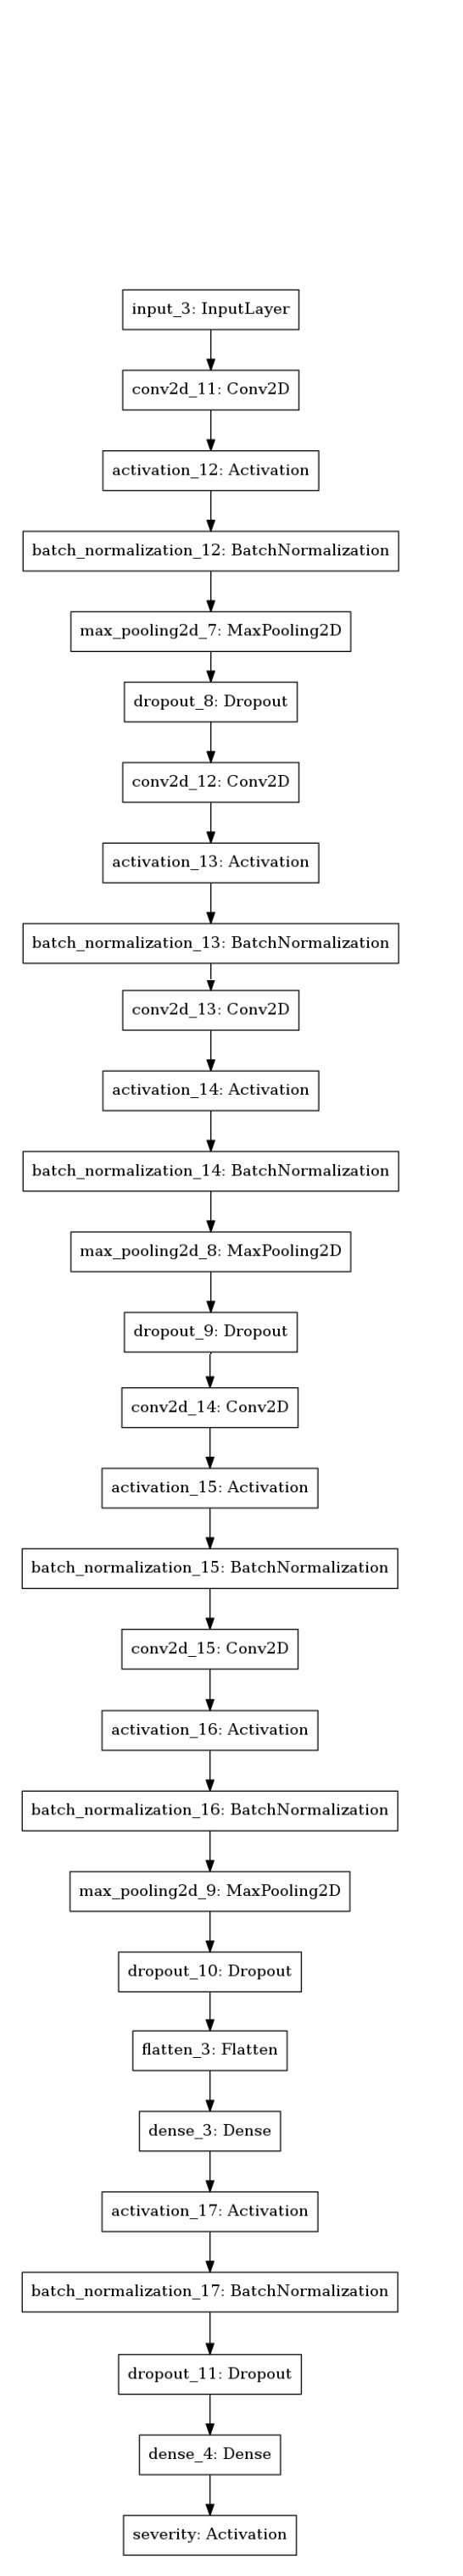 input_3: InputLayer
conv2d_11: Conv2D
activation_12: Activation
batch_normalization_12: BatchNormalization
max_pooling2d_7: MaxPooling2D
dropout_8: Dropout
conv2d_12: Conv2D
activation_13: Activation
batch_normalization_13: BatchNormalization
conv2d_13: Conv2D
activation_14: Activation
batch_normalization_14: BatchNormalization
max_pooling2d_8: MaxPooling2D
dropout_9: Dropout
conv2d_14: Conv2D
activation_15: Activation
batch_normalization_15: BatchNormalization
conv2d_15: Conv2D
activation_16: Activation
batch_normalization_16: BatchNormalization
max_pooling2d_9: MaxPooling2D
dropout_10: Dropout
flatten_3: Flatten
dense_3: Dense
activation_17: Activation
batch_normalization_17: BatchNormalization
dropout_11: Dropout
dense_4: Dense
severity: Activation